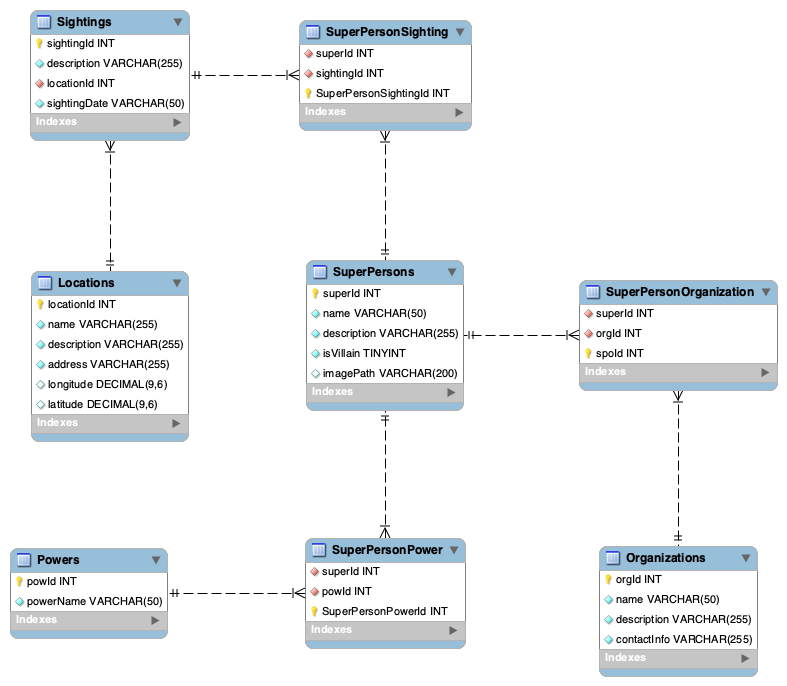 Sightings
sightingId INT
description VARCHAR(255)
locationId INT
sightingDate VARCHAR(50)
Indexes
SuperPersonSighting
superId INT
sightingId INT
SuperPersonSightingId INT
Indexes
Locations
locationId INT
name VARCHAR(255)
description VARCHAR(255)
address VARCHAR(255)
longitude DECIMAL(9,6)
latitude DECIMAL(9,6)
Indexes
SuperPersons
superId INT
name VARCHAR(50)
description VARCHAR(255)
isVillain TINYINT
imagePath VARCHAR(200)
Indexes
SuperPersonOrganization
superId INT
orgId INT
spoId INT
Indexes
Powers
powId INT
powerName VARCHAR(50)
Indexes
SuperPersonPower
superId INT
powId INT
SuperPersonPowerId INT
Indexes
Organizations
orgId INT
name VARCHAR(50)
description VARCHAR(255)
contactInfo VARCHAR(255)
Indexes